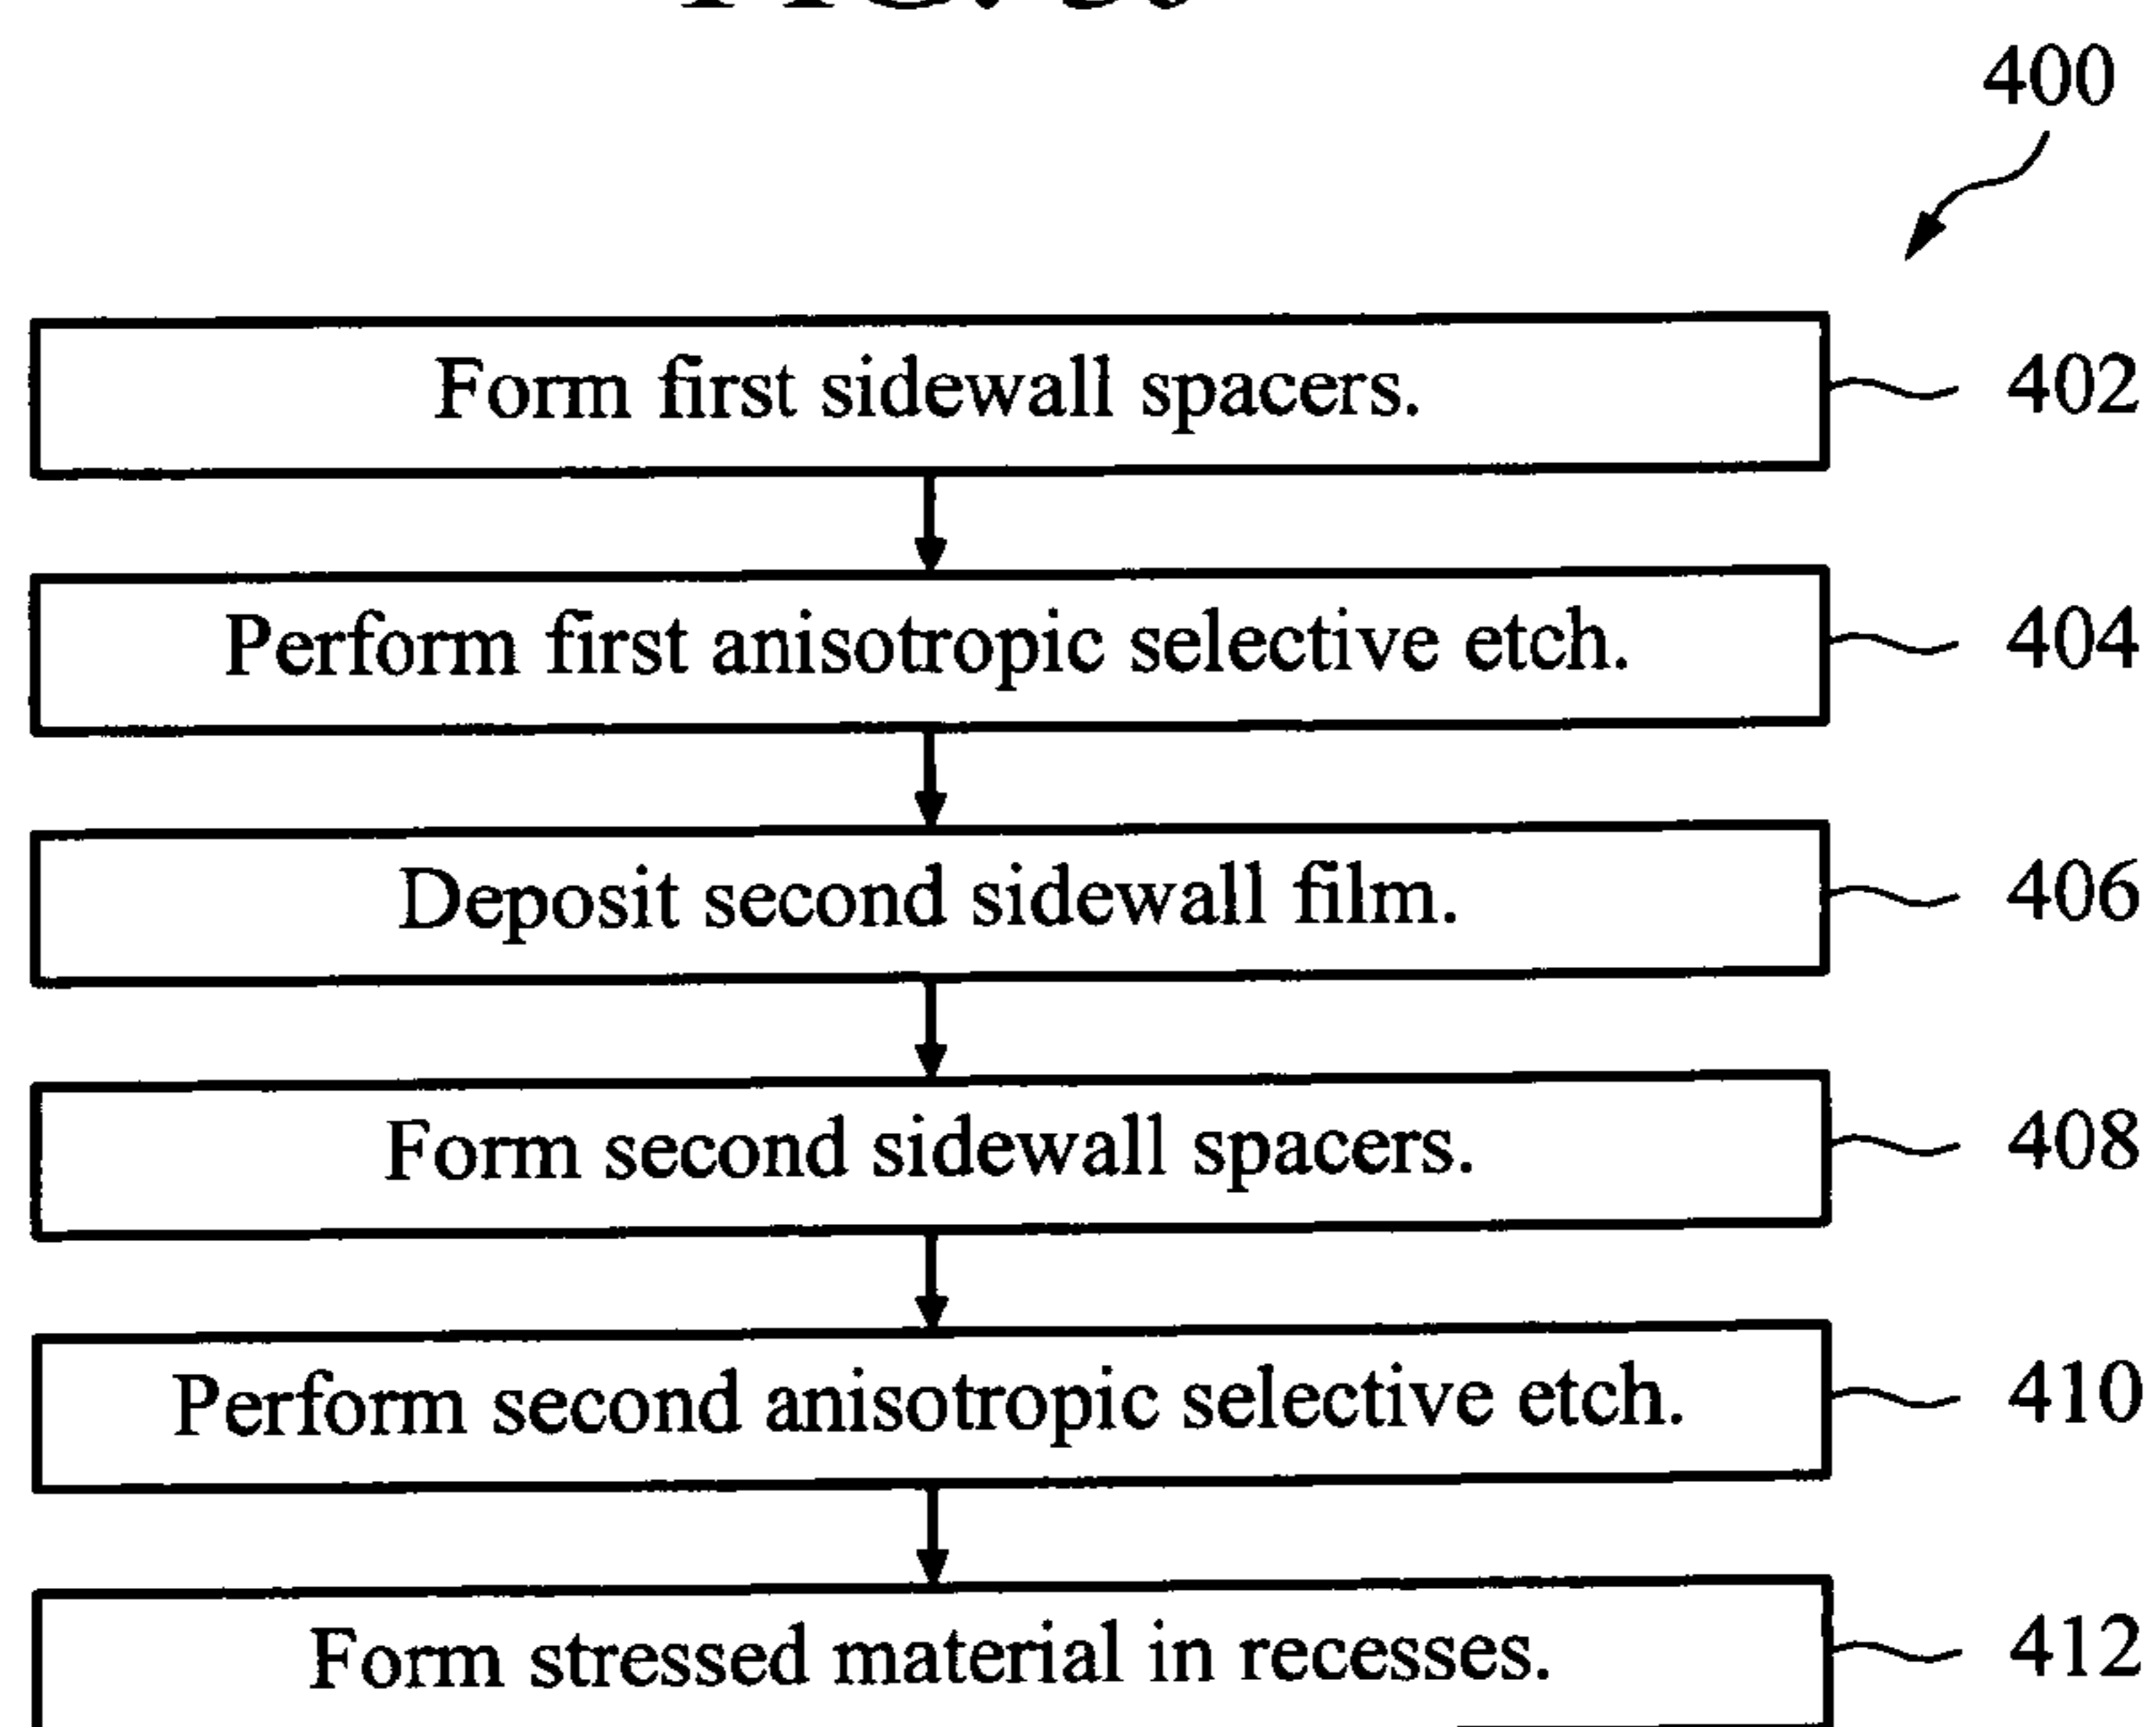 400
Form first sidewall spacers. 402
Perform first anisotropic selective etch. 404
Deposit second sidewall film. 406
Form second sidewall spacers. 408
Perform second anisotropic selective etch. 410
Form stressed material in recesses. 412